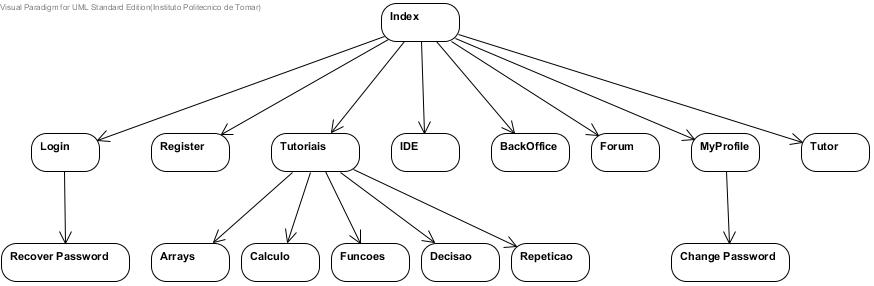 Visual Paradigm for UML Standard Edition(Instituto Politecnico de Tomar)
Index
Login
Register
Tutoriais
IDE
BackOffice
Forum
MyProfile
Tutor
Recover Password
Arrays
Calculo
Funcoes
Decisao
Repeticao
Change Password